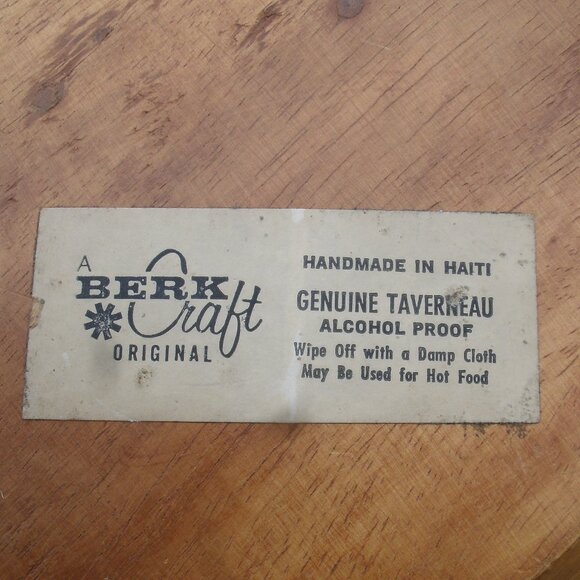 A
BERK
Craft
ORIGINAL
HANDMADE IN HAITI
GENUINE TAVERNEAU
ALCOHOL PROOF
Wipe Off with a Damp Cloth
May Be Used for Hot Food